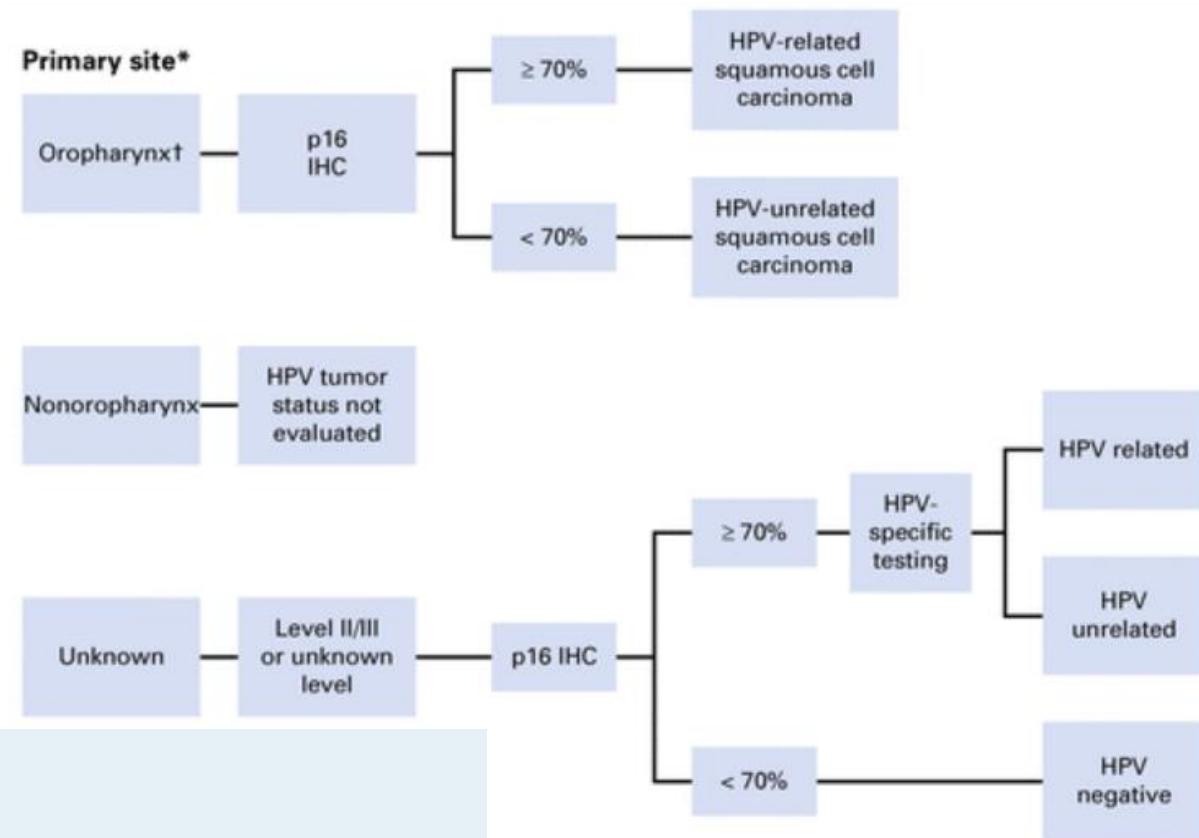 Primary site*
Oropharynx†
p16
IHC
≥ 70%
HPV-related
squamous cell
carcinoma
< 70%
HPV-unrelated
squamous cell
carcinoma
Nonoropharynx
HPV tumor
status not
evaluated
Unknown
Level II/III
or unknown
level
p16 IHC
≥ 70%
HPV-
specific
testing
HPV related
HPV
unrelated
< 70%
HPV
negative